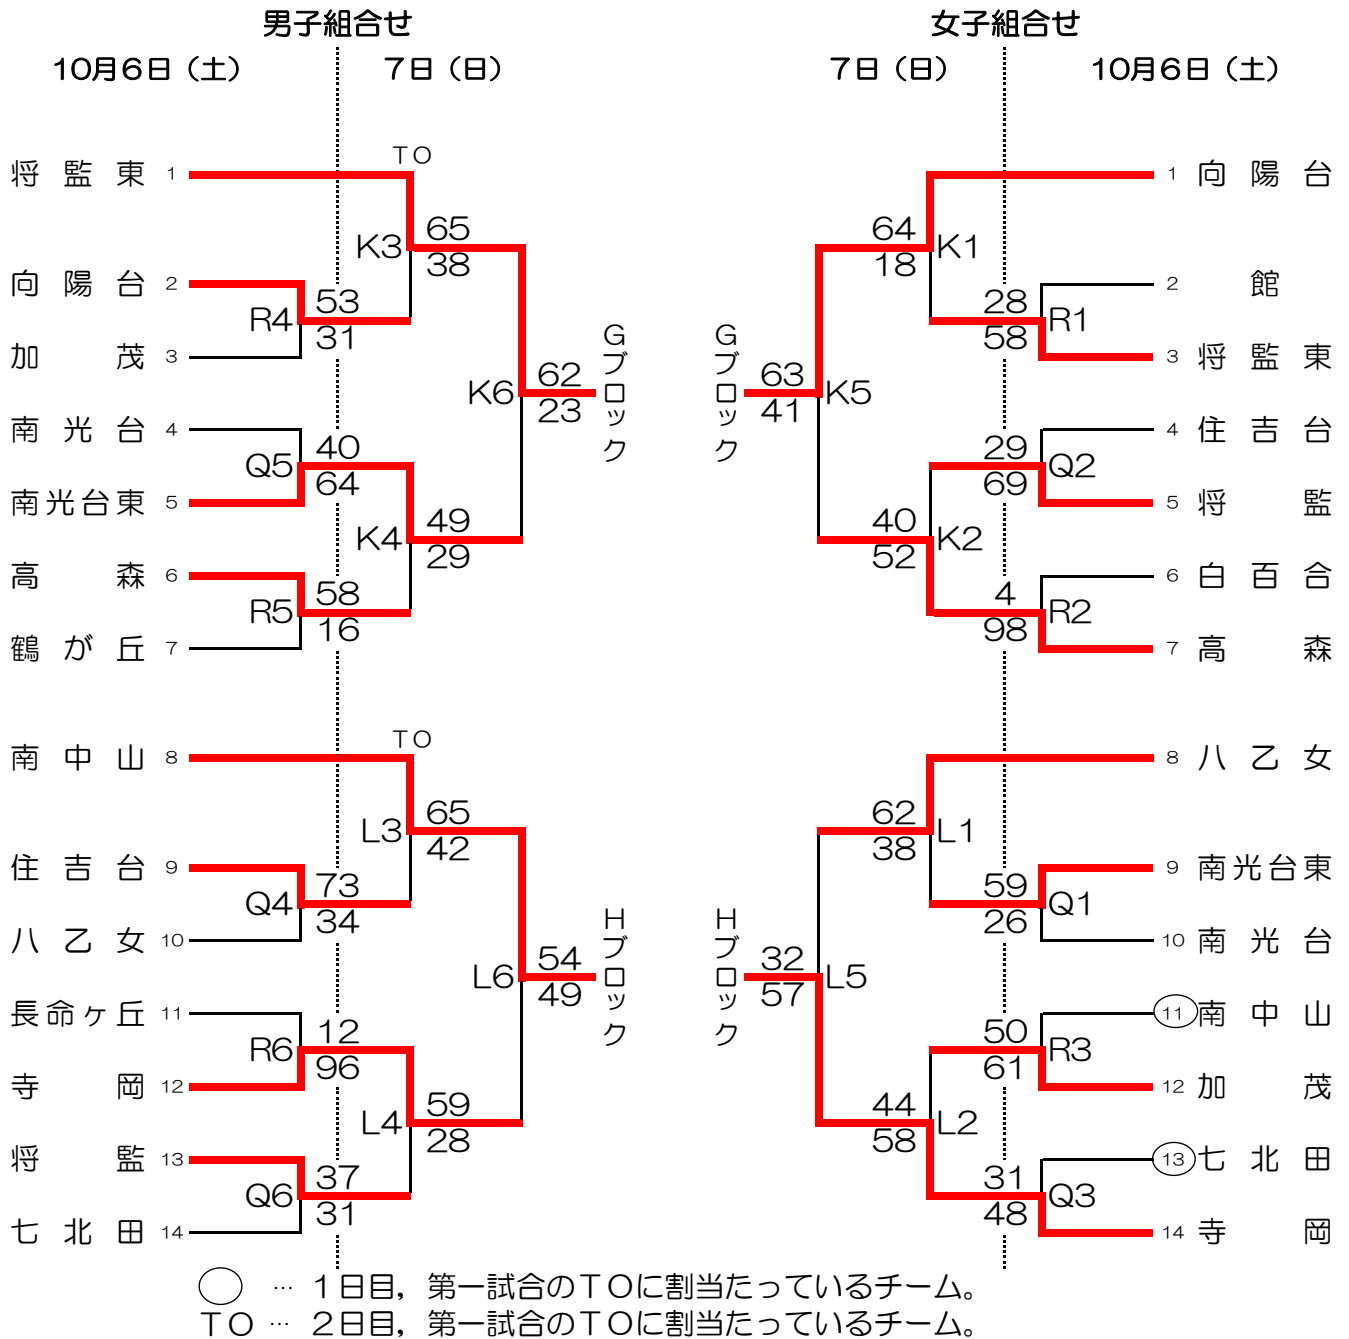 男子組合せ
10月6日（土） 7日（日）
将監東 1
TO
K3 65
38
向陽台 2
R4 53
31
加茂 3
K6 62
23
Gブロック
南光台 4
Q5 40
64
南光台東 5
K4 49
29
高森 6
R5 58
16
鶴が丘 7
南中山 8
TO
L3 65
42
住吉台 9
Q4 73
34
八乙女 10
L6 54
49
Hブロック
長命ヶ丘 11
R6 12
96
寺岡 12
L4 59
28
将監 13
Q6 37
31
七北田 14
女子組合せ
7日（日） 10月6日（土）
1 向陽台
64 K1
18
2 館
28 R1
58
3 将監東
Gブロック
63 K5
41
4 住吉台
29 Q2
69
5 将監
40 K2
52
6 白百合
4 R2
98
7 高森
8 八乙女
62 L1
38
9 南光台東
59 Q1
26
10 南光台
Hブロック
32 L5
57
11 南中山
50 R3
61
12 加茂
44 L2
58
13 七北田
31 Q3
48
14 寺岡
… 1日目，第一試合のTOに割当たっているチーム。
TO … 2日目，第一試合のTOに割当たっているチーム。